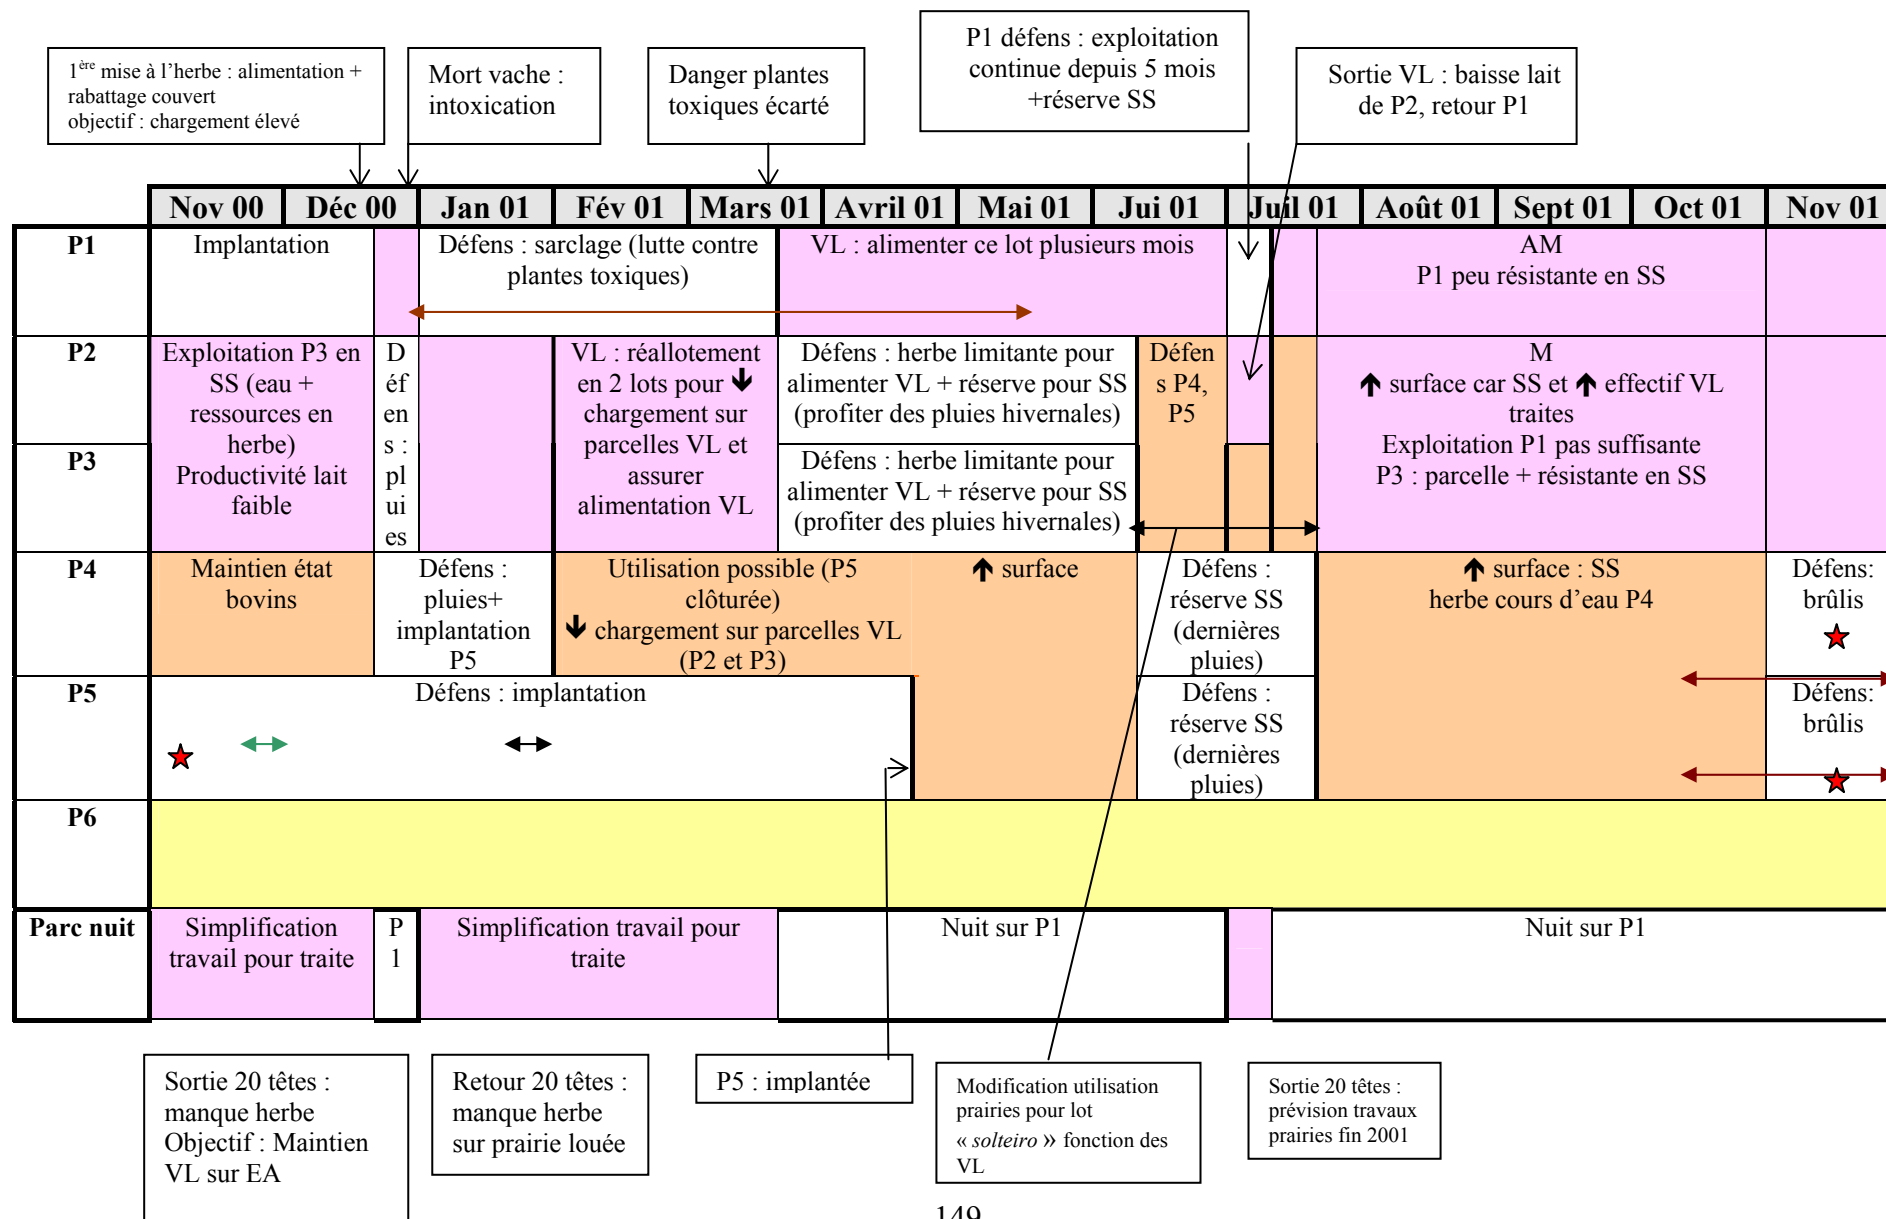 1ère mise à l'herbe : alimentation +
rabattage couvert
objectif : chargement élevé
Mort vache :
intoxication
Danger plantes
toxiques écarté
P1 défens : exploitation
continue depuis 5 mois
+réserve SS
Sortie VL : baisse lait
de P2, retour P1
Nov 00 Déc 00 Jan 01 Fév 01 Mars 01 Avril 01 Mai 01 Jui 01 Juil 01 Août 01 Sept 01 Oct 01 Nov 01
P1
Implantation
Défens : sarclage (lutte contre
plantes toxiques)
VL : alimenter ce lot plusieurs mois
AM
P1 peu résistante en SS
P2
Exploitation P3 en
SS (eau +
ressources en
herbe)
Productivité lait
faible
D
éf
en
s :
pl
ui
es
VL : réallotement
en 2 lots pour 🡻
chargement sur
parcelles VL et
assurer
alimentation VL
Défens : herbe limitante pour
alimenter VL + réserve pour SS
(profiter des pluies hivernales)
Défen
s P4,
P5
M
🡹 surface car SS et 🡹 effectif VL
traites
Exploitation P1 pas suffisante
P3 : parcelle + résistante en SS
P3
Défens : herbe limitante pour
alimenter VL + réserve pour SS
(profiter des pluies hivernales)
P4
Maintien état
bovins
Défens :
pluies+
implantation
P5
Utilisation possible (P5
clôturée)
🡻 chargement sur parcelles VL
(P2 et P3)
🡹 surface
Défens :
réserve SS
(dernières
pluies)
🡹 surface : SS
herbe cours d'eau P4
Défens:
brûlis
P5
Défens : implantation
Défens :
réserve SS
(dernières
pluies)
Défens:
brûlis
P6
Parc nuit
Simplification
travail pour traite
P
1
Simplification travail pour
traite
Nuit sur P1
Nuit sur P1
Sortie 20 têtes :
manque herbe
Objectif : Maintien
VL sur EA
Retour 20 têtes :
manque herbe
sur prairie louée
P5 : implantée
Modification utilisation
prairies pour lot
« solteiro » fonction des
VL
Sortie 20 têtes :
prévision travaux
prairies fin 2001
149